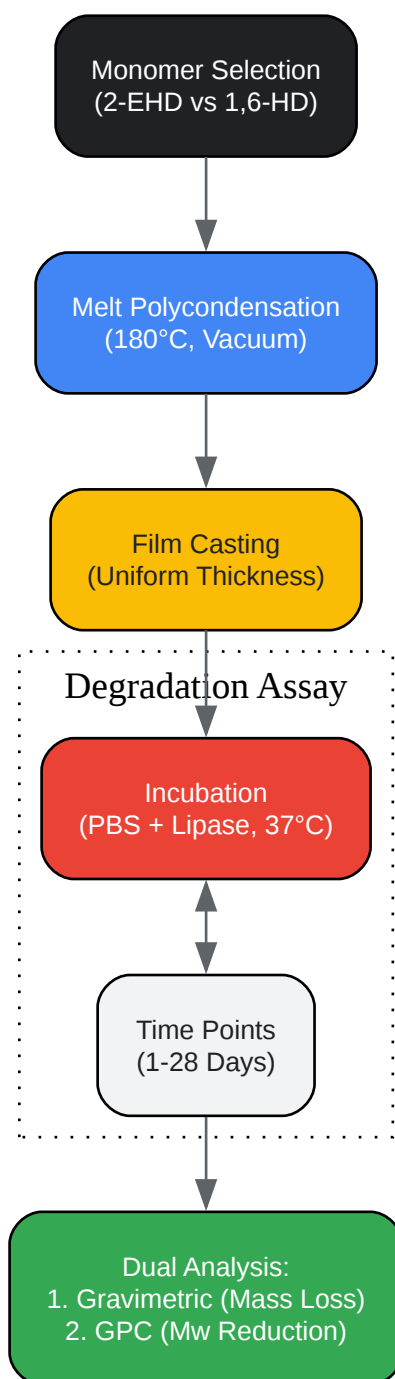 Monomer Selection
(2-EHD vs 1,6-HD)
Melt Polycondensation
(180°C, Vacuum)
Film Casting
(Uniform Thickness)
Degradation Assay
Incubation
(PBS + Lipase, 37°C)
Time Points
(1-28 Days)
Dual Analysis:
1. Gravimetric (Mass Loss)
2. GPC (Mw Reduction)